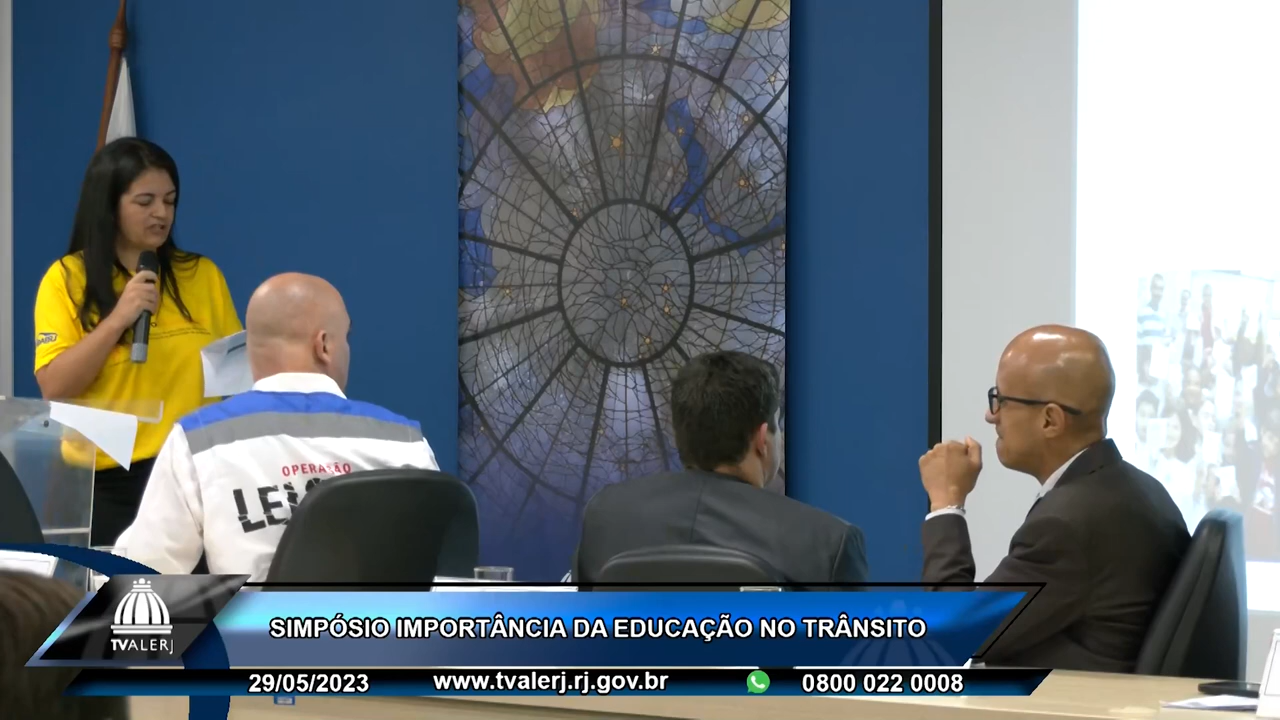 OPERAÇÃO
SIMPÓSIO IMPORTÂNCIA DA EDUCAÇÃO NO TRÂNSITO
TVALERJ
29/05/2023 www.tvalerj.rj.gov.br 0800 022 0008